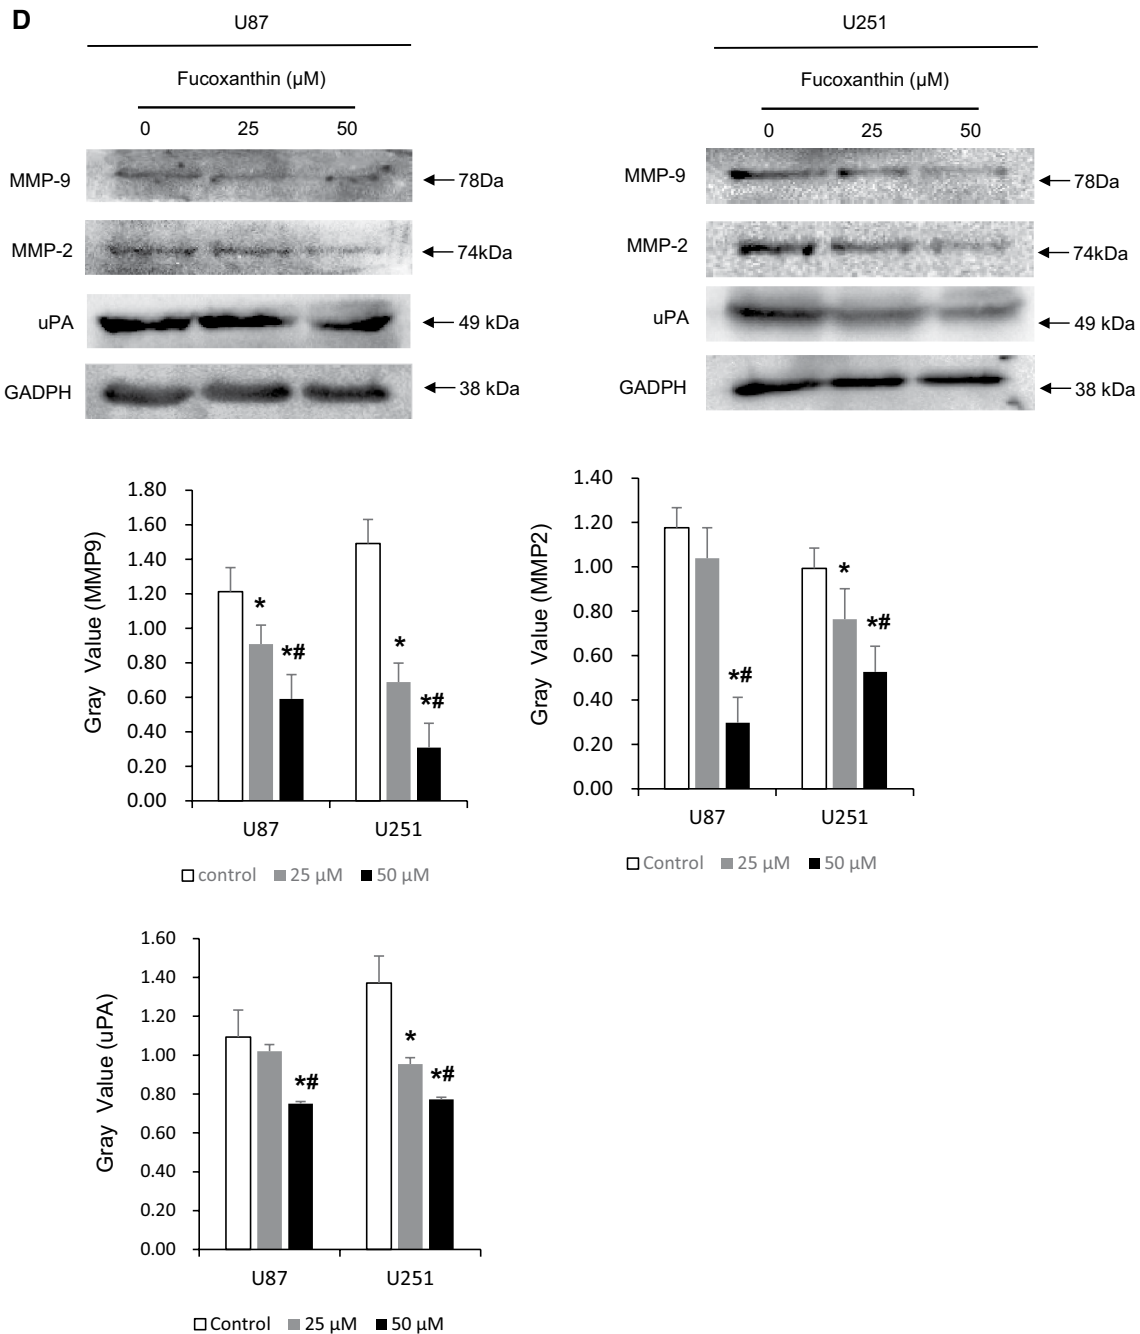 D
U87
Fucoxanthin (µM)
0 25 50
MMP-9 78Da
MMP-2 74kDa
uPA 49 kDa
GADPH 38 kDa
U251
Fucoxanthin (µM)
0 25 50
MMP-9 78Da
MMP-2 74kDa
uPA 49 kDa
GADPH 38 kDa
Gray Value (MMP9)
1.80
1.60
1.40
1.20
1.00
0.80
0.60
0.40
0.20
0.00
*
*#
*
*#
U87 U251
control 25 µM 50 µM
Gray Value (MMP2)
1.40
1.20
1.00
0.80
0.60
0.40
0.20
0.00
*#
*
*#
U87 U251
Control 25 µM 50 µM
Gray Value (uPA)
1.60
1.40
1.20
1.00
0.80
0.60
0.40
0.20
0.00
*#
*
*#
U87 U251
Control 25 µM 50 µM